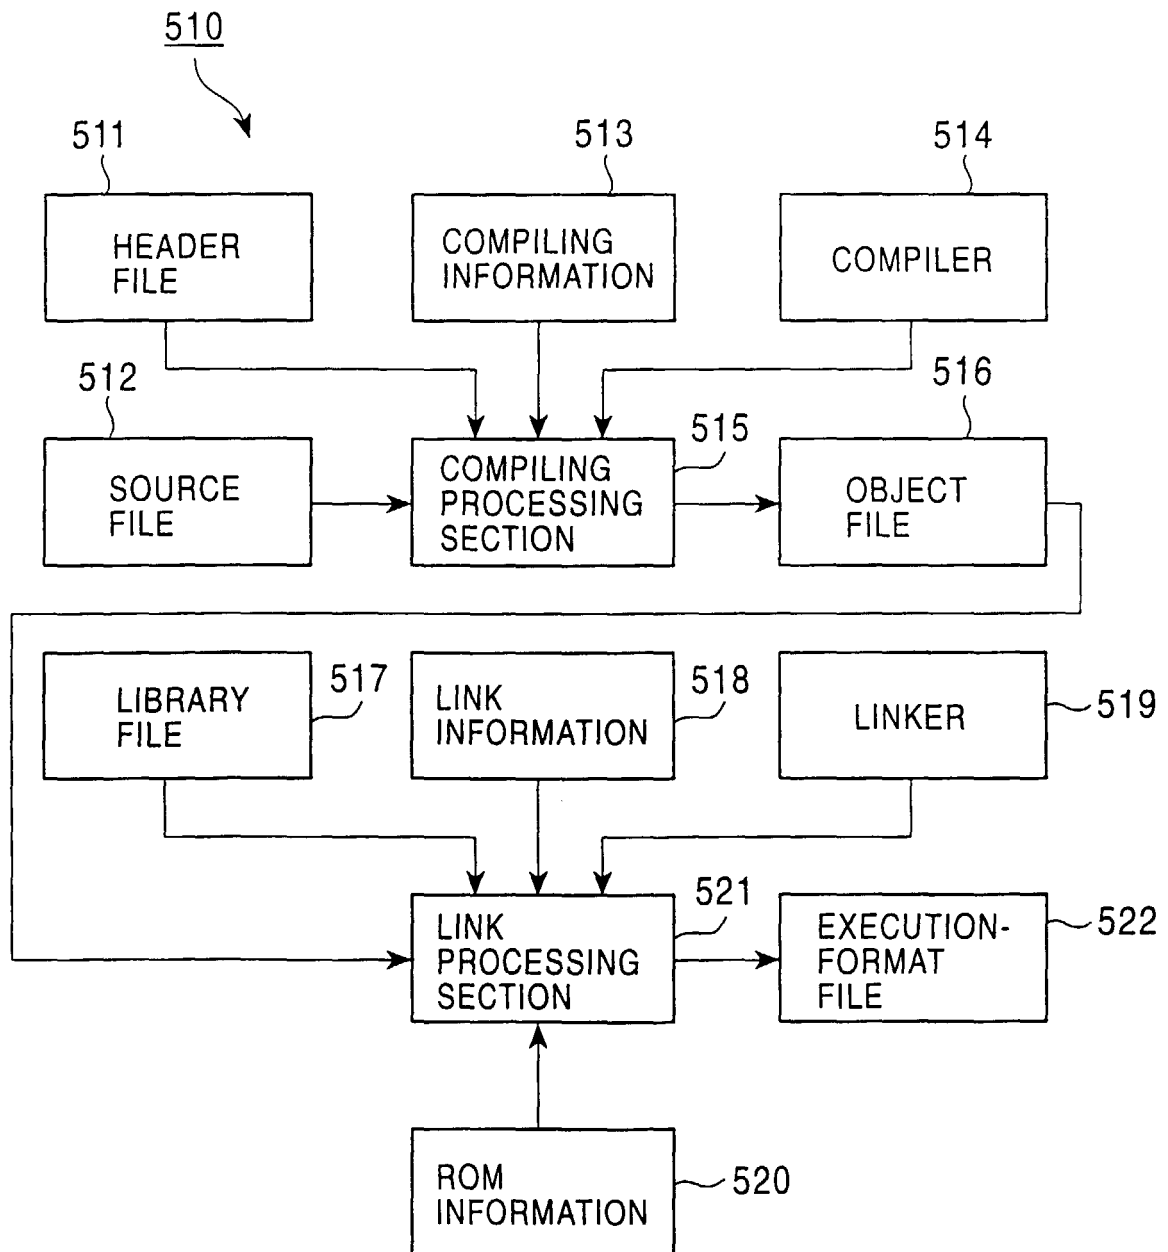 510
511
513
514
HEADER
FILE
COMPILING
INFORMATION
COMPILER
512
516
515
SOURCE
FILE
COMPILING
PROCESSING
SECTION
OBJECT
FILE
517
518
519
LIBRARY
FILE
LINK
INFORMATION
LINKER
521
522
LINK
PROCESSING
SECTION
EXECUTION-
FORMAT
FILE
ROM
INFORMATION
520